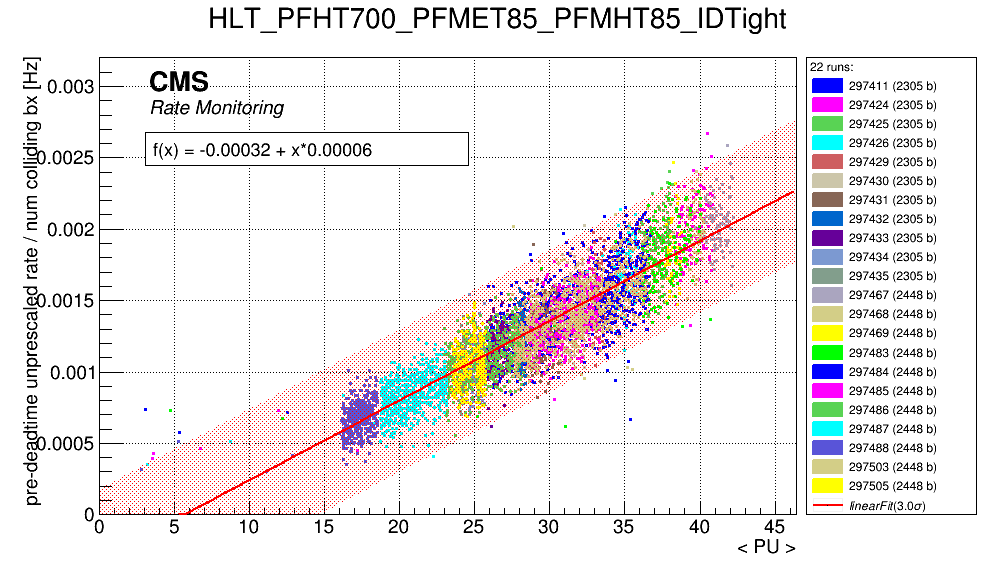 HLT_PFHT700_PFMET85_PFMHT85_IDTight
pre-deadtime unprescaled rate / num colliding bx [Hz]
0.003
0.0025
0.002
0.0015
0.001
0.0005
0
CMS
Rate Monitoring
f(x) = -0.00032 + x*0.00006
0 5 10 15 20 25 30 35 40 45
< PU >
22 runs:
297411 (2305 b)
297424 (2305 b)
297425 (2305 b)
297426 (2305 b)
297429 (2305 b)
297430 (2305 b)
297431 (2305 b)
297432 (2305 b)
297433 (2305 b)
297434 (2305 b)
297435 (2305 b)
297467 (2448 b)
297468 (2448 b)
297469 (2448 b)
297483 (2448 b)
297484 (2448 b)
297485 (2448 b)
297486 (2448 b)
297487 (2448 b)
297488 (2448 b)
297503 (2448 b)
297505 (2448 b)
linearFit(3.0σ)